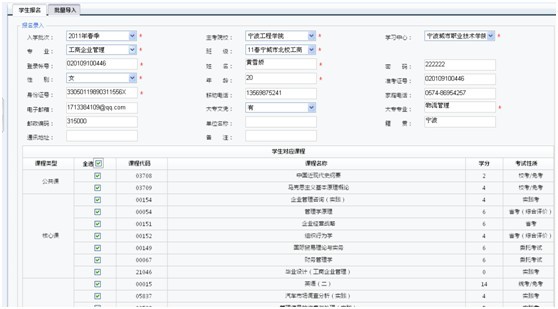 学生报名 批量导入
报名录入
入学批次： 2011年春季 * 主考院校： 宁波工程学院 * 学习中心： 宁波城市职业技术学院 *
专 业： 工商企业管理 * 班 级： 11春宁城市北校工商 *
登录帐号： 020109100446 * 姓 名： 黄雪娇 * 密 码： 222222
性 别： 女 * 年 龄： 20 * 准考证号： 020109100446
身份证号： 33050119890311556X * 移动电话： 13569875241 家庭电话： 0574-86954257
电子邮箱： 1713384109@qq.com 大专文凭： 有 大专专业： 物流管理 *
邮政编码： 315000 单位名称： 籍 贯： 宁波
通讯地址： 备 注：
学生对应课程
课程类型 全选 课程代码 课程名称 学分 考试性质
公共课
03708 中国近现代史纲要 2 校考/免考
03709 马克思主义基本原理概论 4 校考/免考
核心课
00154 企业管理咨询（实践） 4 实践考
00054 管理学原理 6 省考（综合评价）
00151 企业经营战略 6 省考
00152 组织行为学 4 省考（综合评价）
00149 国际贸易理论与实务 6 委托考试
00067 财务管理学 6 委托考试
21046 毕业设计（工商企业管理） 0 实践考
00015 英语（二） 14 统考/免考
05837 汽车市场调查分析（实践） 4 实践考